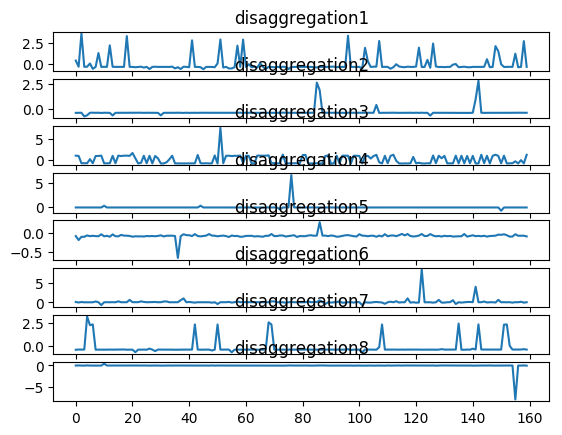 disaggregation1
2.5
0.0
disaggregation2
2.5
0.0
disaggregation3
5
0
disaggregation4
5
0
disaggregation5
0.0
−0.5
disaggregation6
5
0
disaggregation7
2.5
0.0
disaggregation8
0
−5
0 20 40 60 80 100 120 140 160